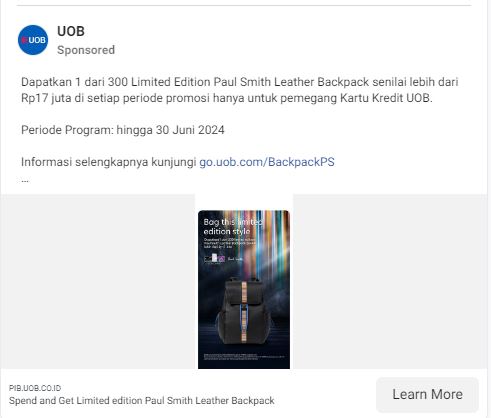 UOB
UOB
Sponsored
Dapatkan 1 dari 300 Limited Edition Paul Smith Leather Backpack senilai lebih dari
Rp17 juta di setiap periode promosi hanya untuk pemegang Kartu Kredit UOB.
Periode Program: hingga 30 Juni 2024
Informasi selengkapnya kunjungi go.uob.com/BackpackPS
...
Bag this limited
edition style
PIB.UOB.CO.ID
Spend and Get Limited edition Paul Smith Leather Backpack
Learn More